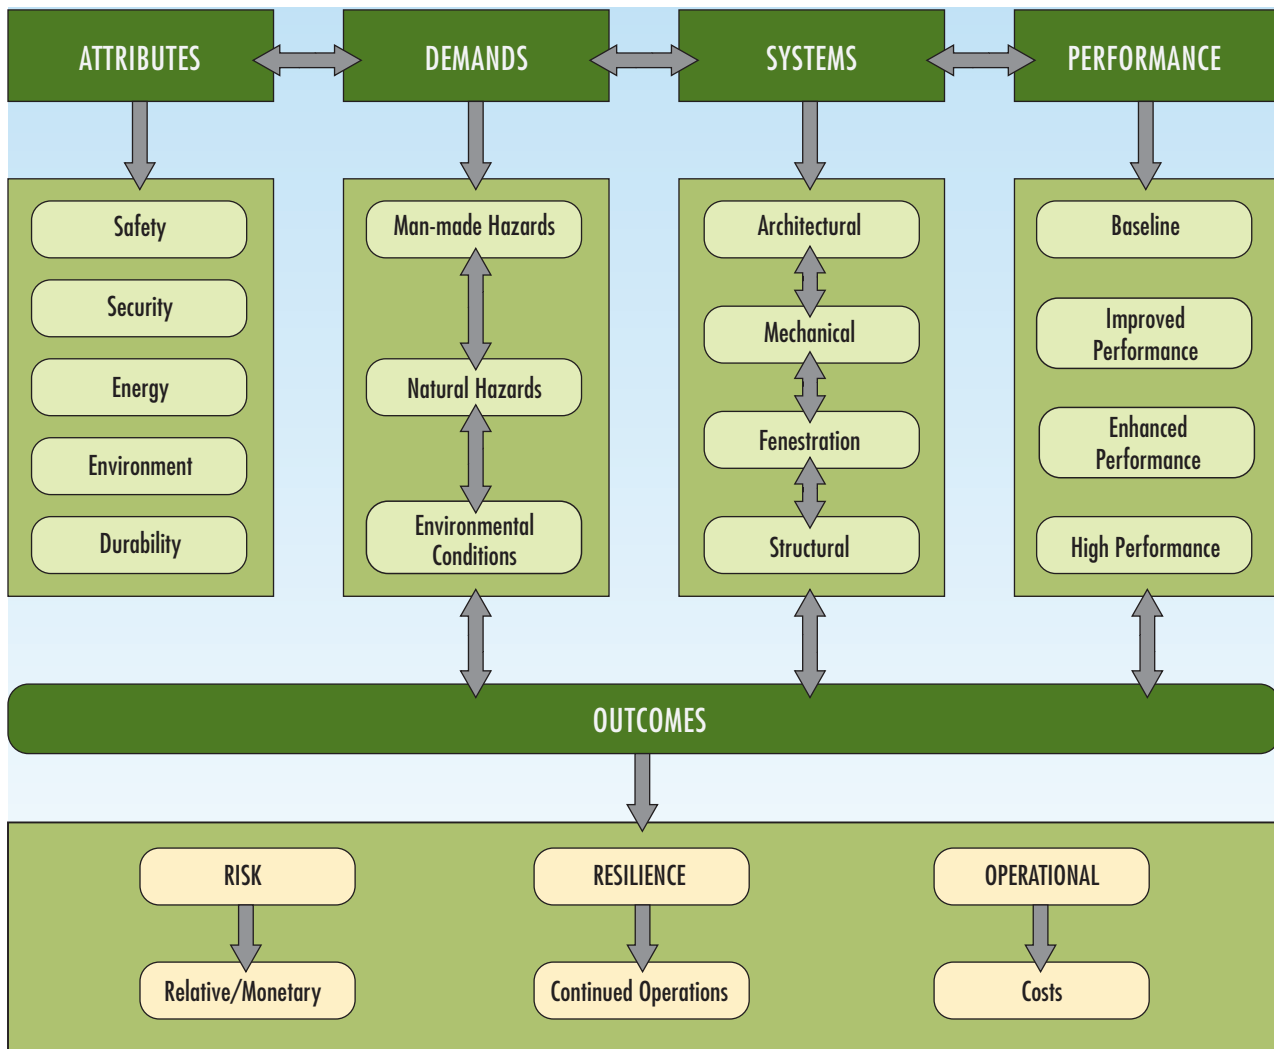 ATTRIBUTES
DEMANDS
SYSTEMS
PERFORMANCE
Safety
Security
Energy
Environment
Durability
Man-made Hazards
Natural Hazards
Environmental
Conditions
Architectural
Mechanical
Fenestration
Structural
Baseline
Improved
Performance
Enhanced
Performance
High Performance
OUTCOMES
RISK
RESILIENCE
OPERATIONAL
Relative/Monetary
Continued Operations
Costs